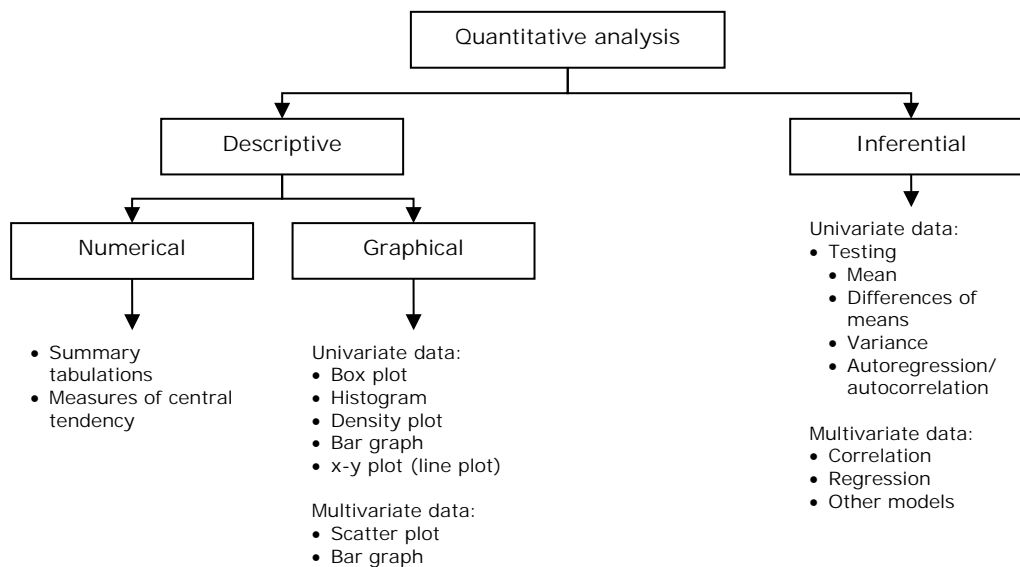 Quantitative analysis
Descriptive
Inferential
Numerical
Graphical
• Summary
tabulations
• Measures of central
tendency
Univariate data:
• Box plot
• Histogram
• Density plot
• Bar graph
• x-y plot (line plot)
Multivariate data:
• Scatter plot
• Bar graph
Univariate data:
• Testing
• Mean
• Differences of
means
• Variance
• Autoregression/
autocorrelation
Multivariate data:
• Correlation
• Regression
• Other models